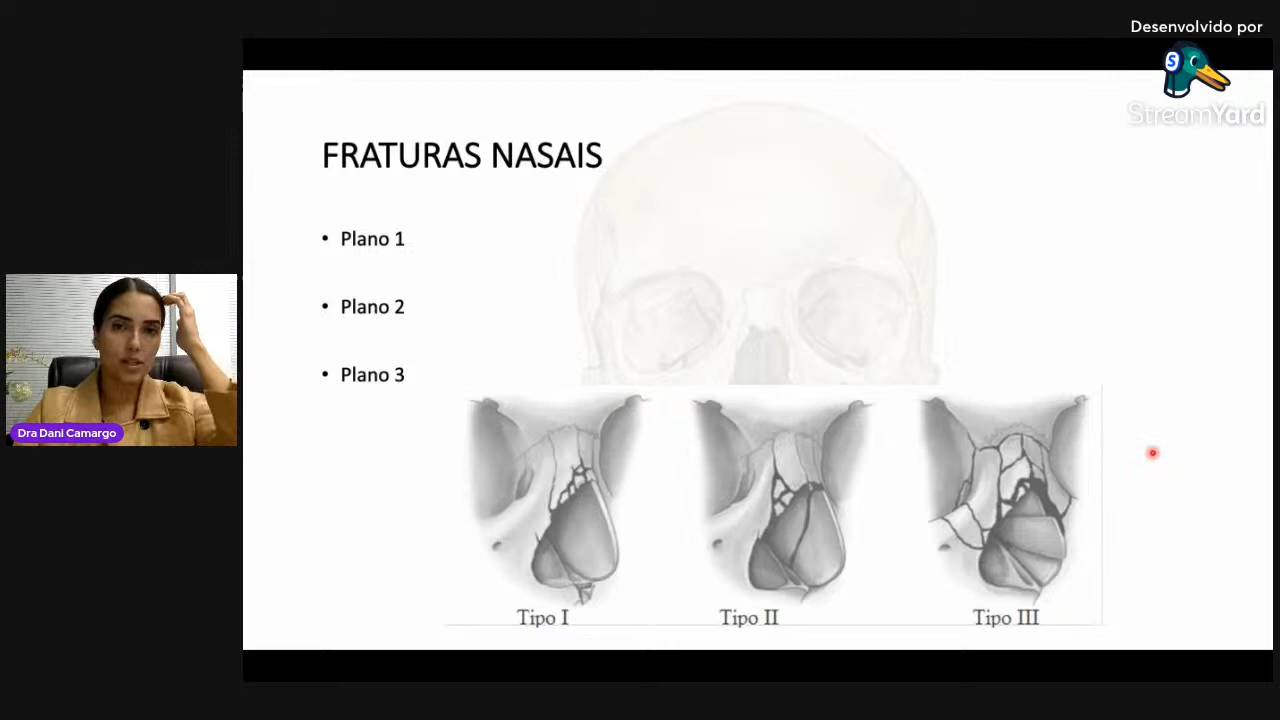 Desenvolvido por
S
StreamYard
FRATURAS NASAIS
• Plano 1
• Plano 2
• Plano 3
Dra Dani Camargo
Tipo I
Tipo II
Tipo III